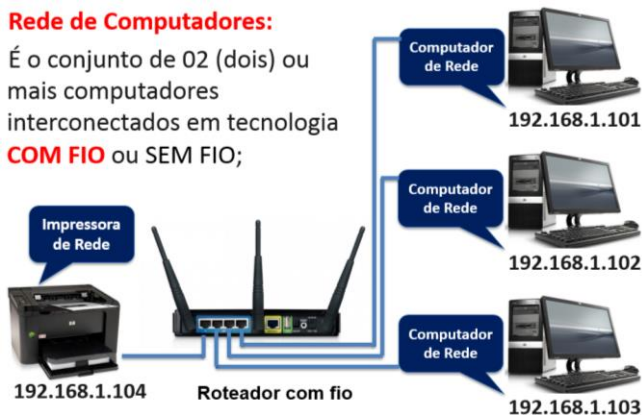 Rede de Computadores:
É o conjunto de 02 (dois) ou
mais computadores
interconectados em tecnologia
COM FIO ou SEM FIO;
Computador
de Rede
192.168.1.101
Computador
de Rede
192.168.1.102
Impressora
de Rede
192.168.1.104
Roteador com fio
Computador
de Rede
192.168.1.103